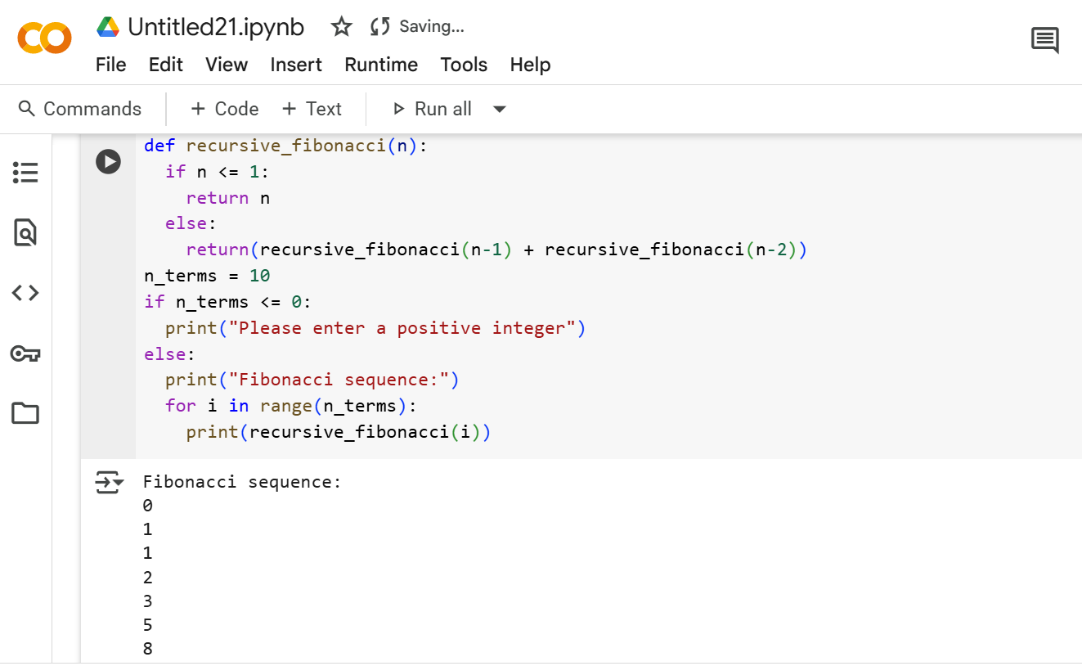 Untitled21.ipynb Saving...
File Edit View Insert Runtime Tools Help
Commands + Code + Text Run all
def recursive_fibonacci(n):
  if n <= 1:
    return n
  else:
    return(recursive_fibonacci(n-1) + recursive_fibonacci(n-2))
n_terms = 10
if n_terms <= 0:
  print("Please enter a positive integer")
else:
  print("Fibonacci sequence:")
  for i in range(n_terms):
    print(recursive_fibonacci(i))
Fibonacci sequence:
0
1
1
2
3
5
8